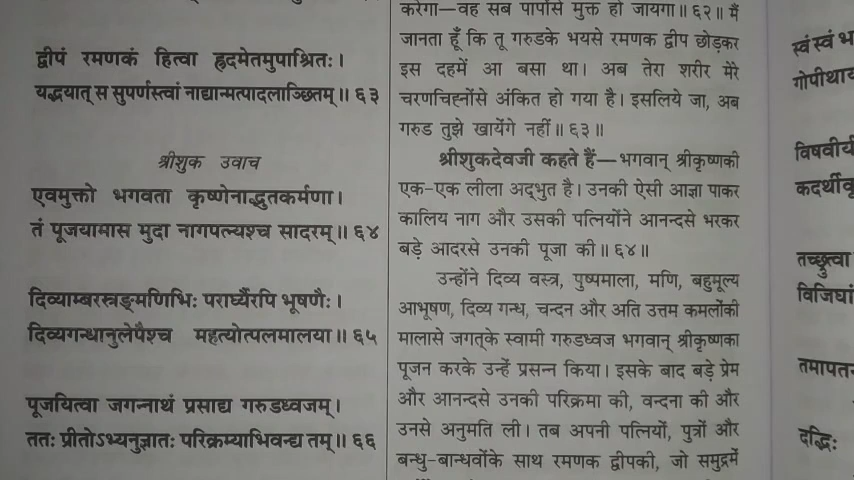 द्वीपं रमणकं हित्वा ह्रदमेतमुपाश्रितः।
यद्भयात् स सुपर्णस्त्वां नाद्यान्मत्पादलाञ्छितम्॥ ६३
श्रीशुक उवाच
एवमुक्तो भगवता कृष्णेनाद्भुतकर्मणा।
तं पूजयामास मुदा नागपत्न्यश्च सादरम्॥ ६४
दिव्याम्बरस्रङ्मणिभिः परार्घ्यैरपि भूषणैः।
दिव्यगन्धानुलेपैश्च महत्योत्पलमालया॥ ६५
पूजयित्वा जगन्नाथं प्रसाद्य गरुडध्वजम्।
ततः प्रीतोऽभ्यनुज्ञातः परिक्रम्याभिवन्द्य तम्॥ ६६
करेगा—वह सब पापोंसे मुक्त हो जायगा॥ ६२॥ मैं
जानता हूँ कि तू गरुडके भयसे रमणक द्वीप छोड़कर
इस दहमें आ बसा था। अब तेरा शरीर मेरे
चरणचिह्नोंसे अंकित हो गया है। इसलिये जा, अब
गरुड तुझे खायेंगे नहीं॥ ६३॥
श्रीशुकदेवजी कहते हैं—भगवान् श्रीकृष्णकी
एक-एक लीला अद्भुत है। उनकी ऐसी आज्ञा पाकर
कालिय नाग और उसकी पत्नियोंने आनन्दसे भरकर
बड़े आदरसे उनकी पूजा की॥ ६४॥
उन्होंने दिव्य वस्त्र, पुष्पमाला, मणि, बहुमूल्य
आभूषण, दिव्य गन्ध, चन्दन और अति उत्तम कमलोंकी
मालासे जगत्के स्वामी गरुडध्वज भगवान् श्रीकृष्णका
पूजन करके उन्हें प्रसन्न किया। इसके बाद बड़े प्रेम
और आनन्दसे उनकी परिक्रमा की, वन्दना की और
उनसे अनुमति ली। तब अपनी पत्नियों, पुत्रों और
बन्धु-बान्धवोंके साथ रमणक द्वीपकी, जो समुद्रमें
स्वं स्वं
गोपीथाय
विषवीर्य
कदर्थीकृ
तच्छ्रुत्वा
विजिघां
तमापतन
दद्भिः